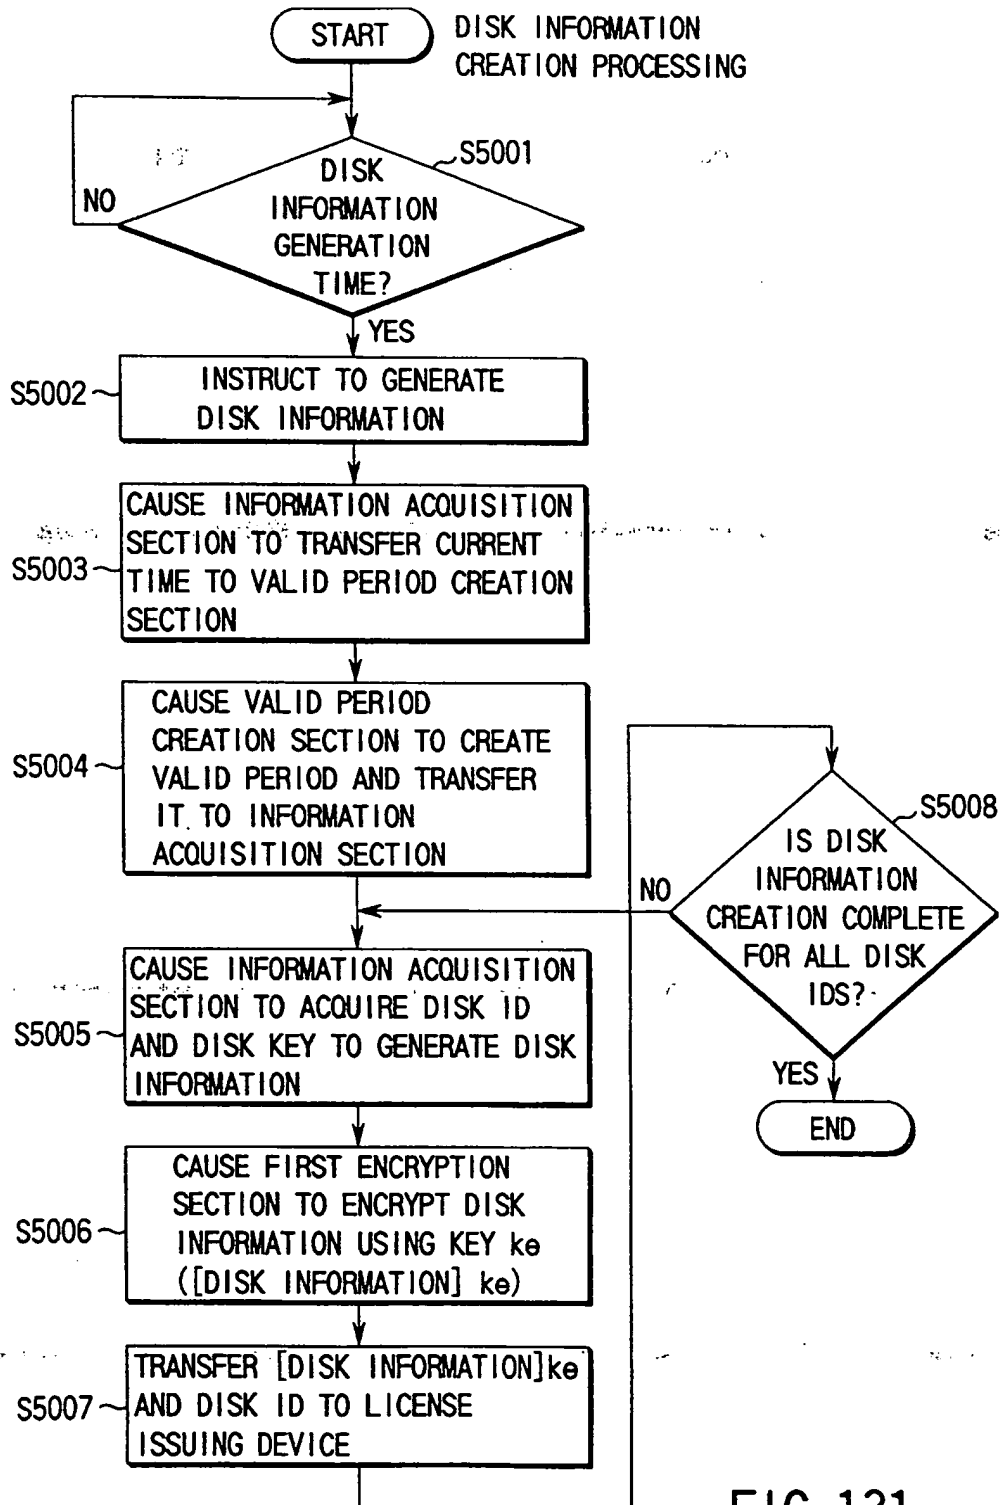 START
DISK INFORMATION
CREATION PROCESSING
S5001
DISK
INFORMATION
GENERATION
TIME?
NO
YES
S5002
INSTRUCT TO GENERATE
DISK INFORMATION
S5003
CAUSE INFORMATION ACQUISITION
SECTION TO TRANSFER CURRENT
TIME TO VALID PERIOD CREATION
SECTION
S5004
CAUSE VALID PERIOD
CREATION SECTION TO CREATE
VALID PERIOD AND TRANSFER
IT TO INFORMATION
ACQUISITION SECTION
S5005
CAUSE INFORMATION ACQUISITION
SECTION TO ACQUIRE DISK ID
AND DISK KEY TO GENERATE DISK
INFORMATION
S5006
CAUSE FIRST ENCRYPTION
SECTION TO ENCRYPT DISK
INFORMATION USING KEY ke
([DISK INFORMATION] ke)
S5007
TRANSFER [DISK INFORMATION]ke
AND DISK ID TO LICENSE
ISSUING DEVICE
S5008
IS DISK
INFORMATION
CREATION COMPLETE
FOR ALL DISK
IDS?
NO
YES
END
FIG. 121